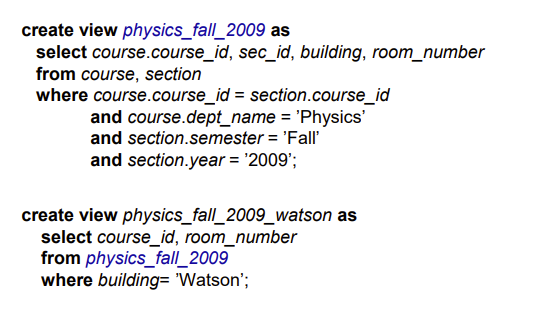 create view physics_fall_2009 as
select course.course_id, sec_id, building, room_number
from course, section
where course.course_id = section.course_id
and course.dept_name = ’Physics’
and section.semester = ’Fall’
and section.year = ’2009’;
create view physics_fall_2009_watson as
select course_id, room_number
from physics_fall_2009
where building= ’Watson’;